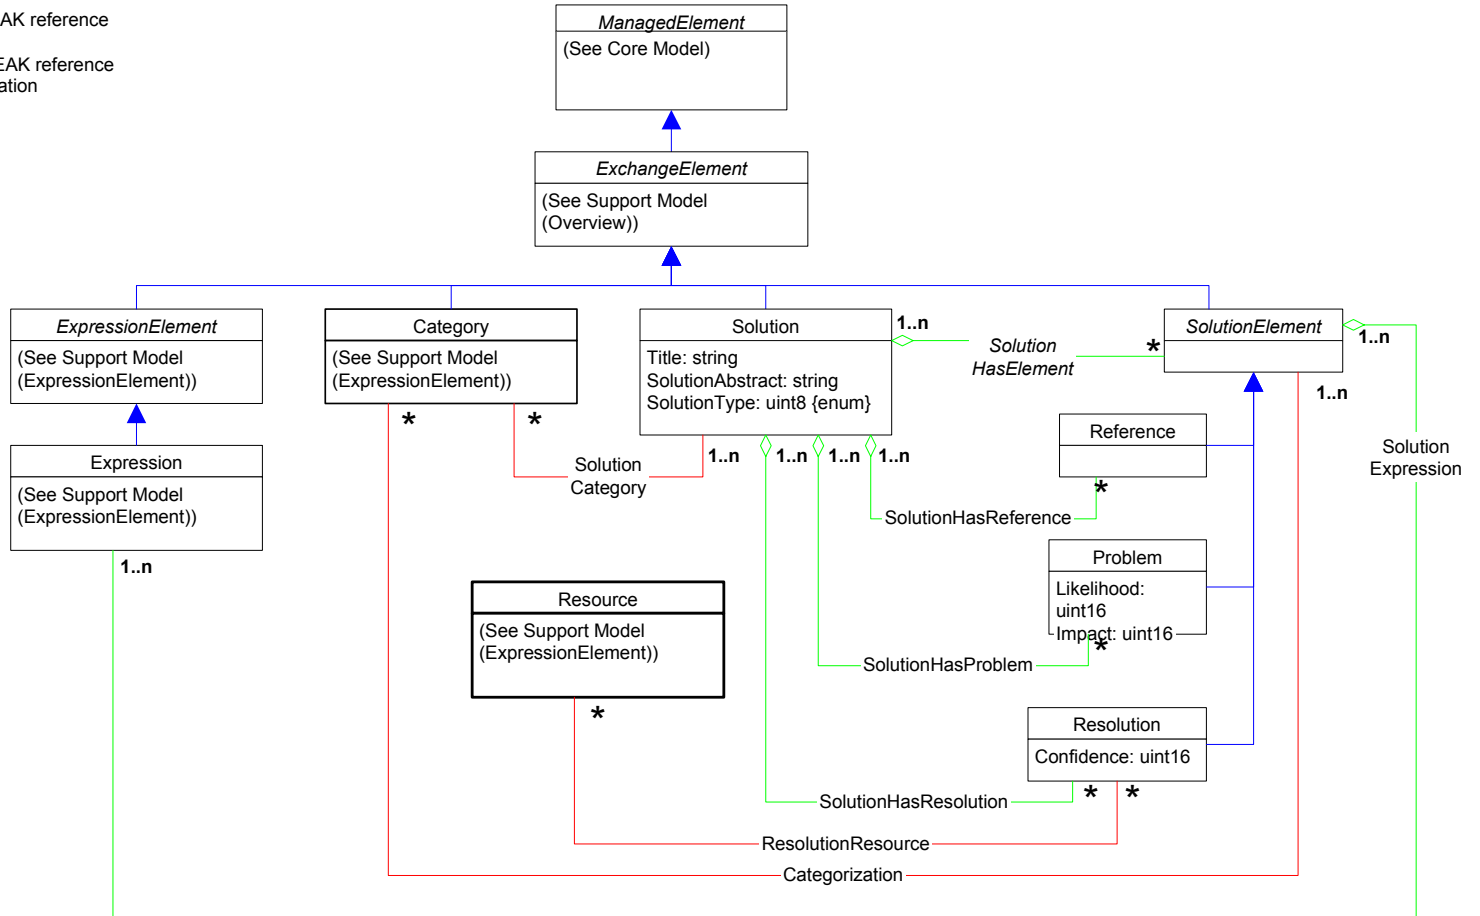 AK reference
EAK reference
ation
ManagedElement
(See Core Model)
ExchangeElement
(See Support Model
(Overview))
ExpressionElement
(See Support Model
(ExpressionElement))
Category
(See Support Model
(ExpressionElement))
Solution
Title: string
SolutionAbstract: string
SolutionType: uint8 {enum}
1..n
Solution
HasElement
*
SolutionElement
1..n
1..n
Expression
(See Support Model
(ExpressionElement))
1..n
*
*
Solution
Category
1..n
1..n
1..n
1..n
Reference
*
SolutionHasReference
Solution
Expression
Problem
Likelihood:
uint16
Impact: uint16
*
SolutionHasProblem
Resource
(See Support Model
(ExpressionElement))
*
Resolution
Confidence: uint16
*
*
SolutionHasResolution
ResolutionResource
Categorization